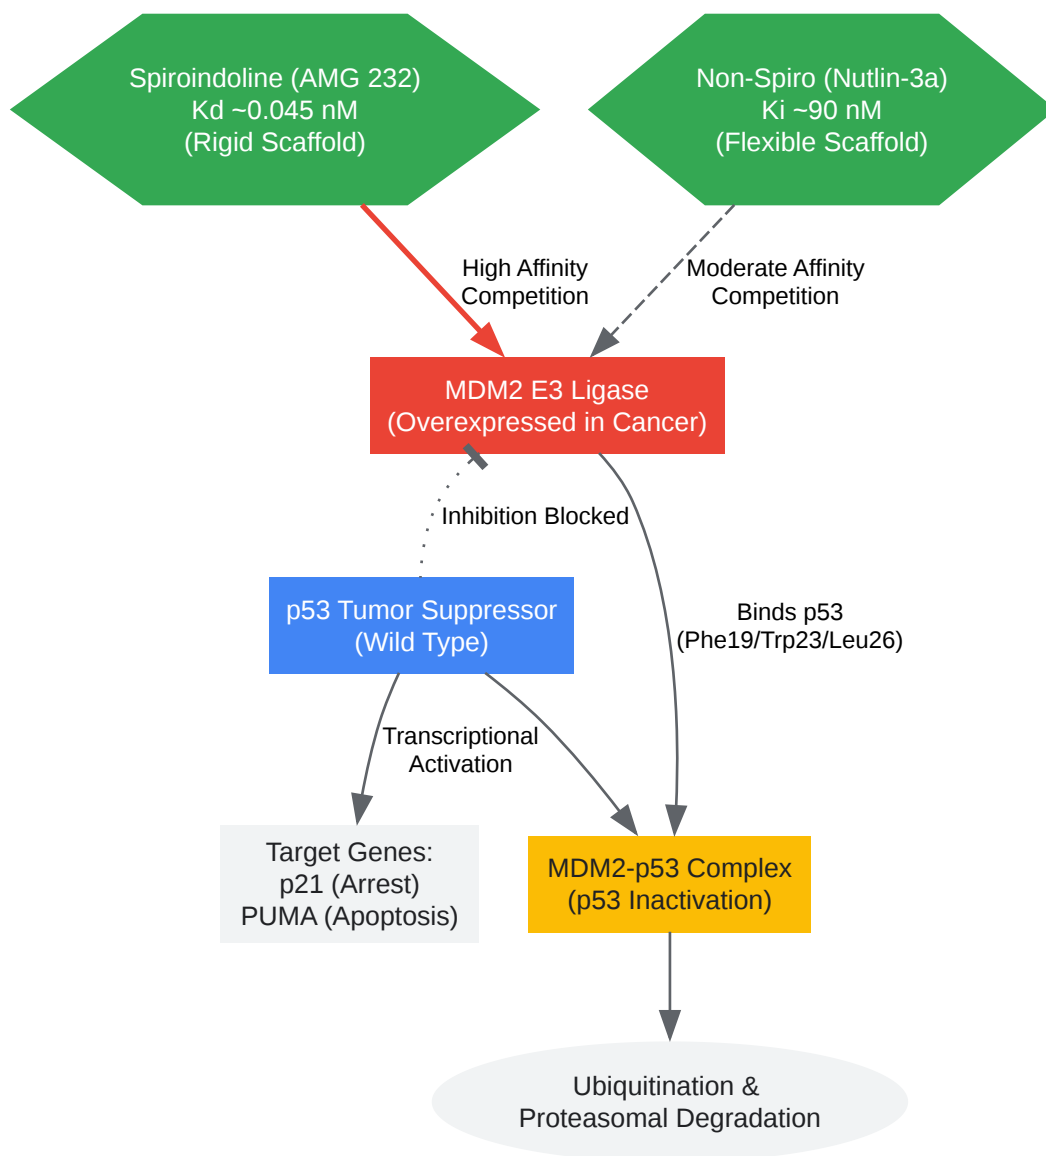 Spiroindoline (AMG 232)
Kd ~0.045 nM
(Rigid Scaffold)
Non-Spiro (Nutlin-3a)
Ki ~90 nM
(Flexible Scaffold)
High Affinity
Competition
Moderate Affinity
Competition
MDM2 E3 Ligase
(Overexpressed in Cancer)
Inhibition Blocked
p53 Tumor Suppressor
(Wild Type)
Binds p53
(Phe19/Trp23/Leu26)
Transcriptional
Activation
Target Genes:
p21 (Arrest)
PUMA (Apoptosis)
MDM2-p53 Complex
(p53 Inactivation)
Ubiquitination &
Proteasomal Degradation